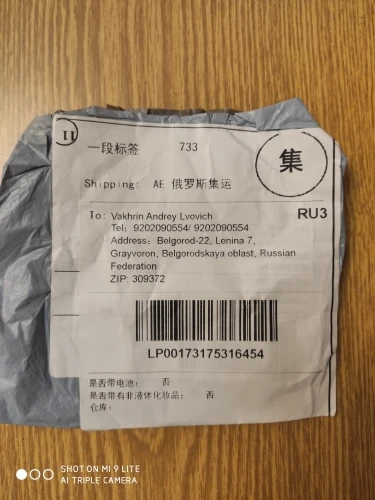 11
一段标签 733
集
Shipping: AE 俄罗斯集运
To: Vakhrin Andrey Lvovich RU3
Tel: 9202090554/ 9202090554
Address: Belgorod-22, Lenina 7,
Grayvoron, Belgorodskaya oblast, Russian
Federation
ZIP: 309372
LP00173175316454
是否带电池: 否
是否带有非液体化妆品: 否
仓库:
SHOT ON MI 9 LITE
AI TRIPLE CAMERA